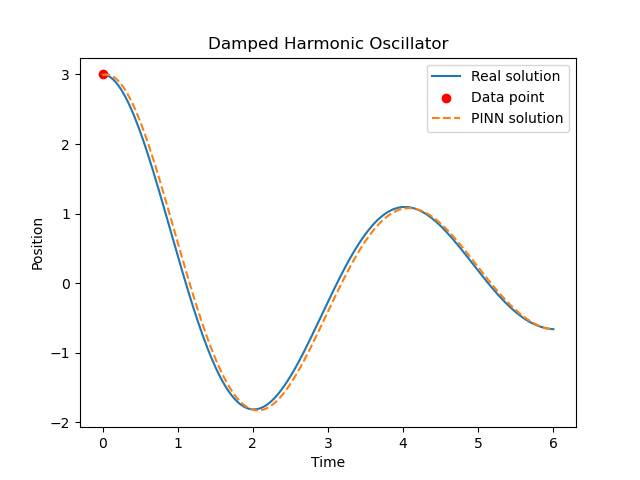 Damped Harmonic Oscillator
Real solution
Data point
PINN solution
3
2
1
0
−1
−2
Position
0 1 2 3 4 5 6
Time